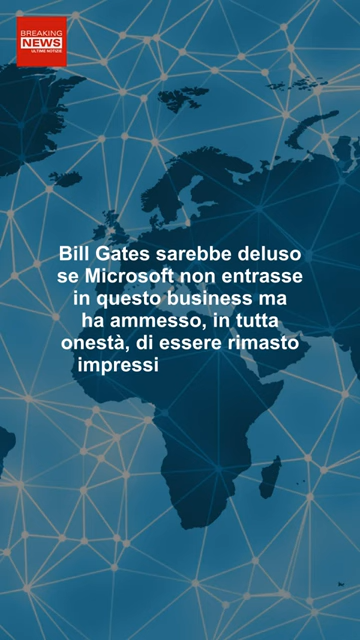 BREAKING
NEWS
ULTIME NOTIZIE
Bill Gates sarebbe deluso
se Microsoft non entrasse
in questo business ma
ha ammesso, in tutta
onestà, di essere rimasto
impressi